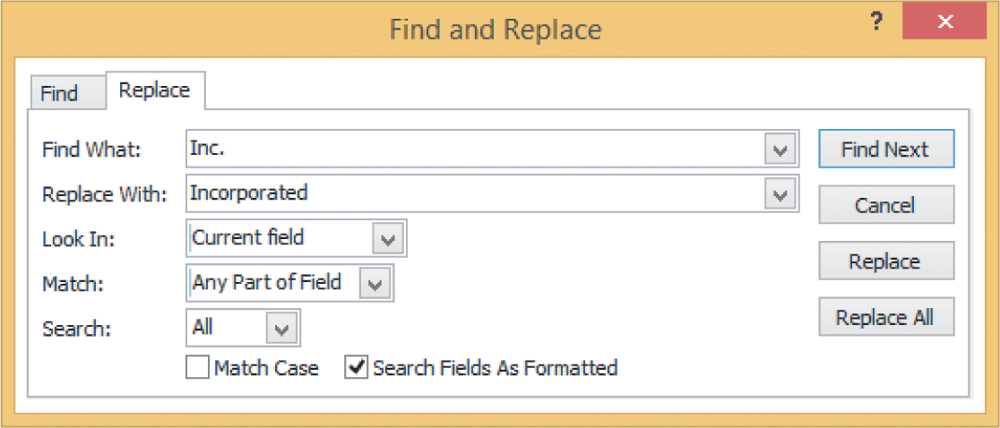 Find and Replace ?
Find Replace
Find What: Inc. Find Next
Replace With: Incorporated Cancel
Look In: Current field Replace
Match: Any Part of Field Replace All
Search: All
Match Case Search Fields As Formatted